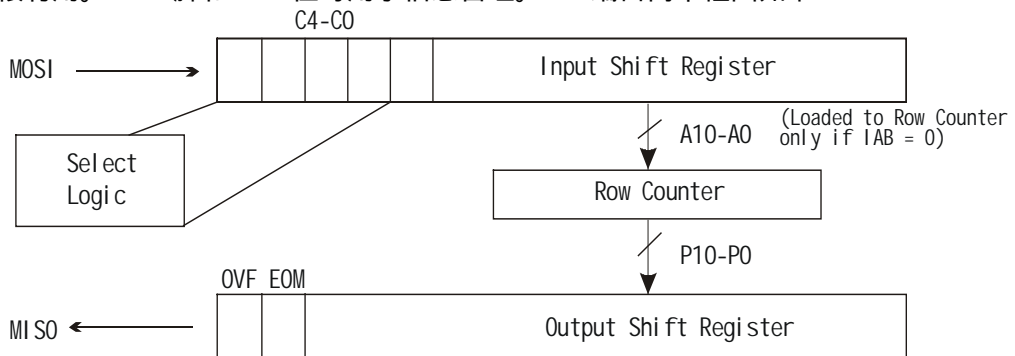 C4-C0
MOSI
Input Shift Register
A10-A0
(Loaded to Row Counter
only if IAB = 0)
Select
Logic
Row Counter
P10-P0
OVF EOM
MISO
Output Shift Register